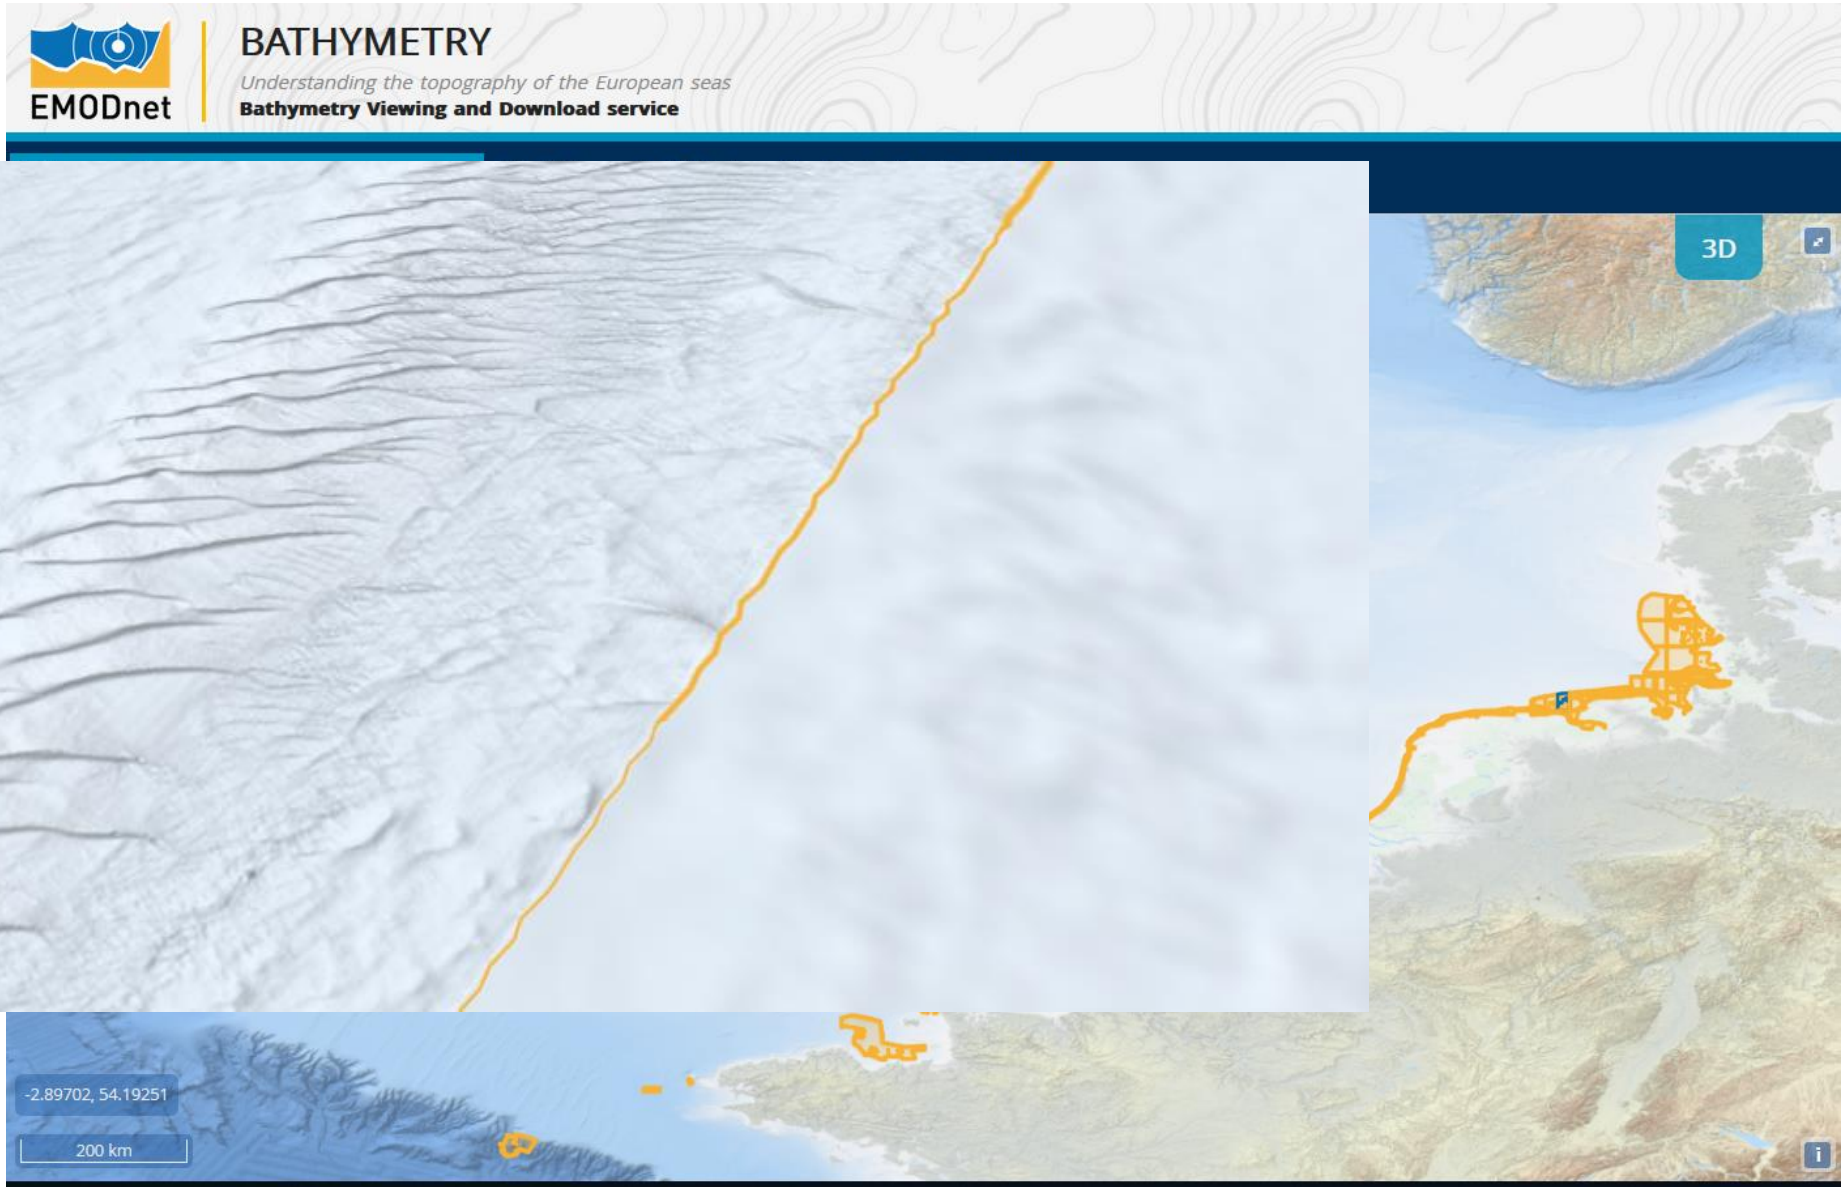 EMODnet
BATHYMETRY
Understanding the topography of the European seas
Bathymetry Viewing and Download service
3D
-2.89702, 54.19251
200 km
i